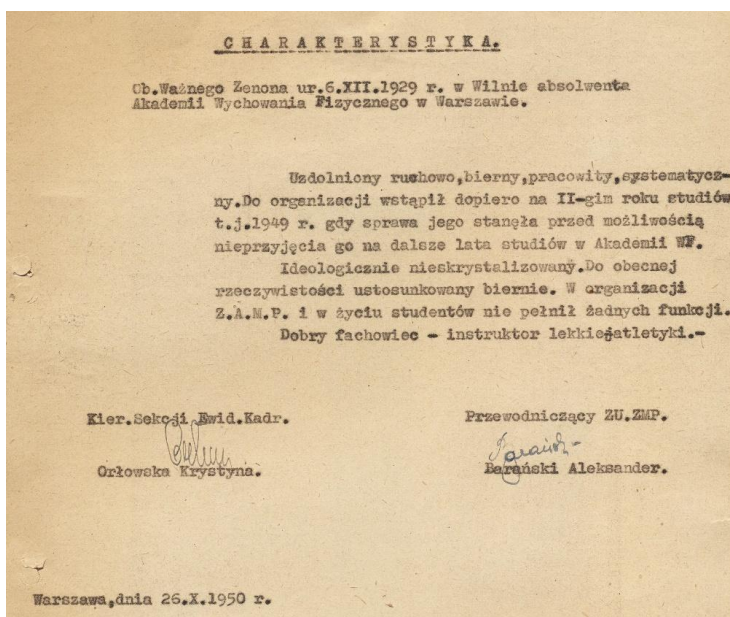 CHARAKTERYSTYKA.
Ob.Ważnego Zenona ur.6.XII.1929 r. w Wilnie absolwenta
Akademii Wychowania Fizycznego w Warszawie.
Uzdolniony ruchowo,bierny,pracowity,systematycz-
ny.Do organizacji wstąpił dopiero na II-gim roku studiów
t.j.1949 r. gdy sprawa jego stanęła przed możliwością
nieprzyjęcia go na dalsze lata studiów w Akademii WF.
Ideologicznie nieskrystalizowany.Do obecnej
rzeczywistości ustosunkowany biernie. W organizacji
Z.A.M.P. i w życiu studentów nie pełnił żadnych funkcji.
Dobry fachowiec - instruktor lekkiejatletyki.-
Kier.Sekcji Ewid.Kadr. Przewodniczący ZU.ZMP.
Orłowska Krystyna. Barański Aleksander.
Warszawa,dnia 26.X.1950 r.